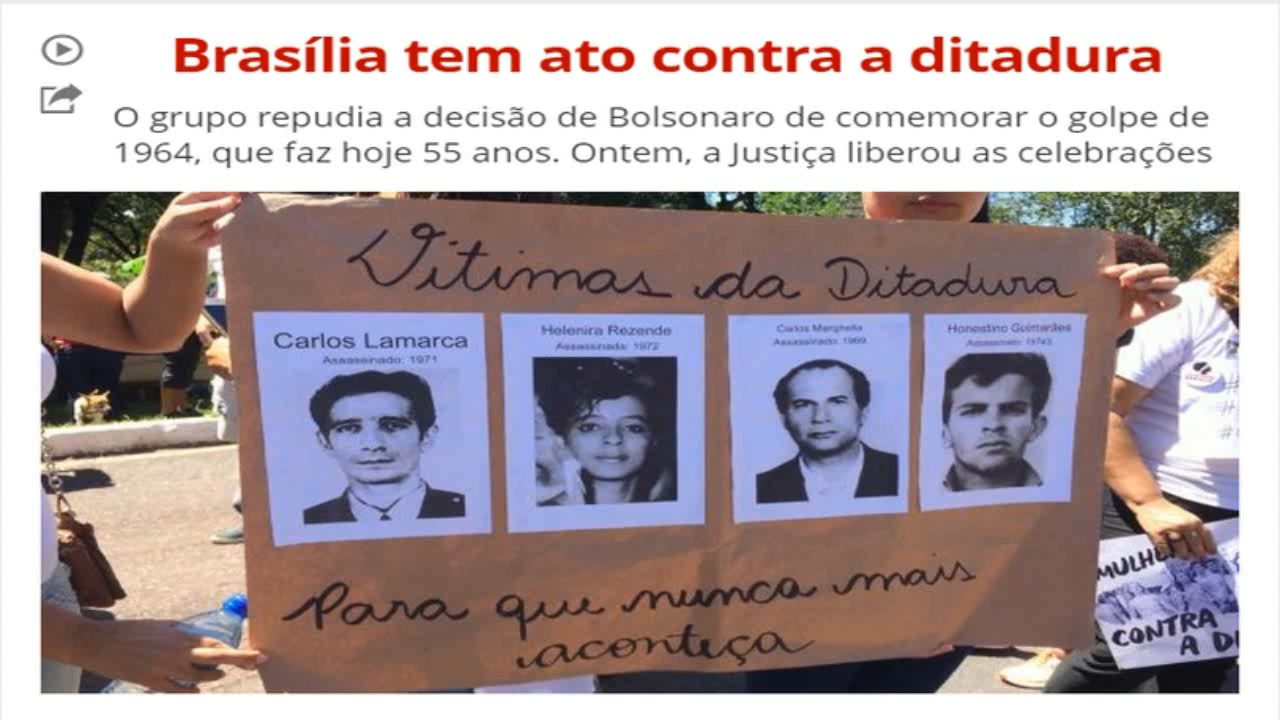 Brasília tem ato contra a ditadura
O grupo repudia a decisão de Bolsonaro de comemorar o golpe de
1964, que faz hoje 55 anos. Ontem, a Justiça liberou as celebrações
Vítimas da Ditadura
Carlos Lamarca
Assassinado: 1971
Helenira Rezende
Assassinada: 1972
Carlos Marighella
Assassinado: 1969
Honestino Guimarães
Para que nunca mais
aconteça
CONTRA
A